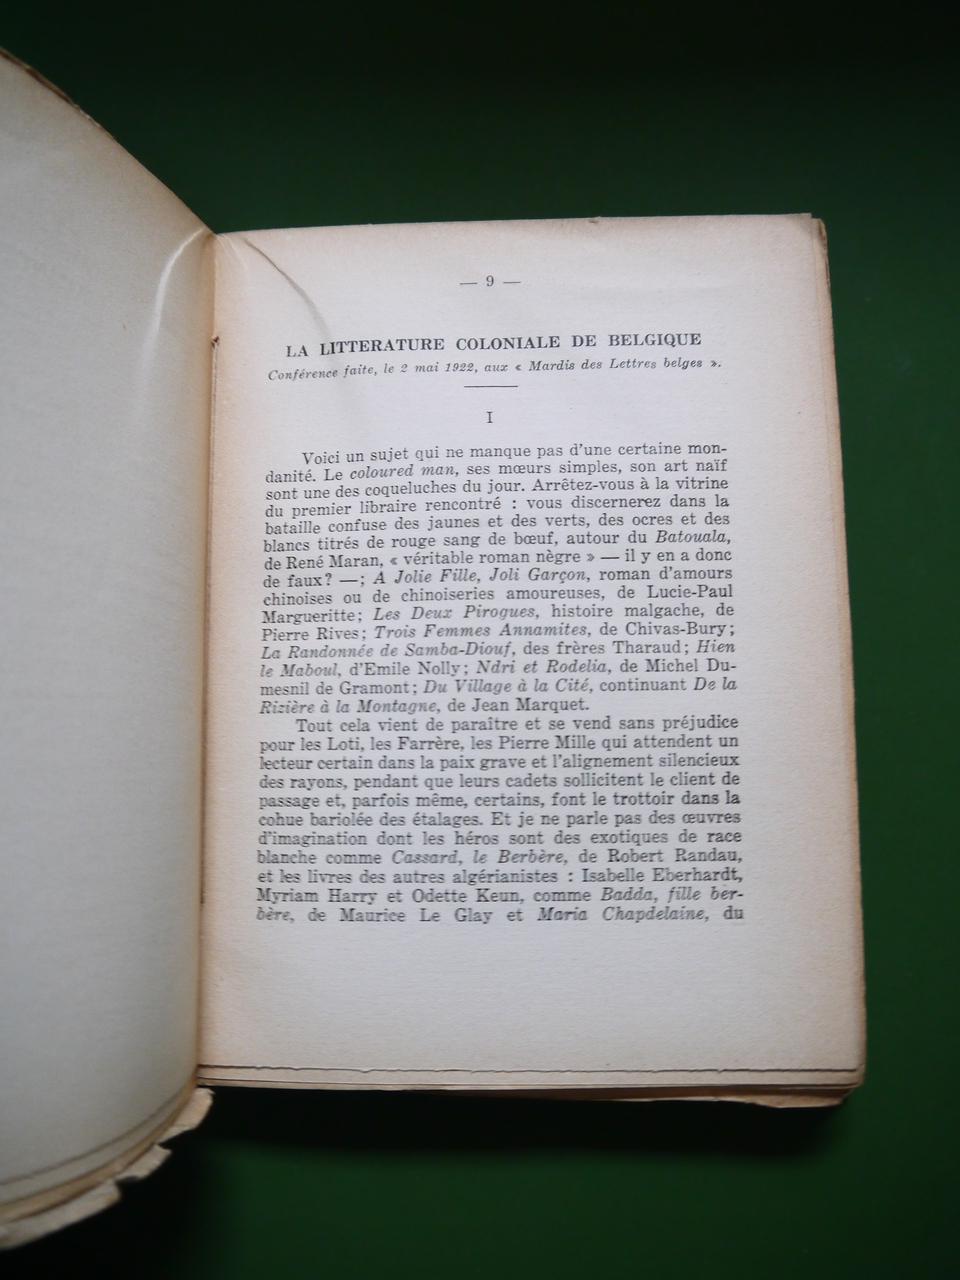 — 9 —
LA LITTERATURE COLONIALE DE BELGIQUE
Conférence faite, le 2 mai 1922, aux « Mardis des Lettres belges ».
I
Voici un sujet qui ne manque pas d'une certaine mon-
danité. Le coloured man, ses mœurs simples, son art naïf
sont une des coqueluches du jour. Arrêtez-vous à la vitrine
du premier libraire rencontré : vous discernerez dans la
bataille confuse des jaunes et des verts, des ocres et des
blancs titrés de rouge sang de bœuf, autour du Batouala,
de René Maran, « véritable roman nègre » — il y en a donc
de faux? —; A Jolie Fille, Joli Garçon, roman d'amours
chinoises ou de chinoiseries amoureuses, de Lucie-Paul
Margueritte; Les Deux Pirogues, histoire malgache, de
Pierre Rives; Trois Femmes Annamites, de Chivas-Bury;
La Randonnée de Samba-Diouf, des frères Tharaud; Hien
le Maboul, d'Emile Nolly; Ndri et Rodelia, de Michel Du-
mesnil de Gramont; Du Village à la Cité, continuant De la
Rizière à la Montagne, de Jean Marquet.
Tout cela vient de paraître et se vend sans préjudice
pour les Loti, les Farrère, les Pierre Mille qui attendent un
lecteur certain dans la paix grave et l'alignement silencieux
des rayons, pendant que leurs cadets sollicitent le client de
passage et, parfois même, certains, font le trottoir dans la
cohue bariolée des étalages. Et je ne parle pas des œuvres
d'imagination dont les héros sont des exotiques de race
blanche comme Cassard, le Berbère, de Robert Randau,
et les livres des autres algérianistes : Isabelle Eberhardt,
Myriam Harry et Odette Keun, comme Badda, fille ber-
bère, de Maurice Le Glay et Maria Chapdelaine, du